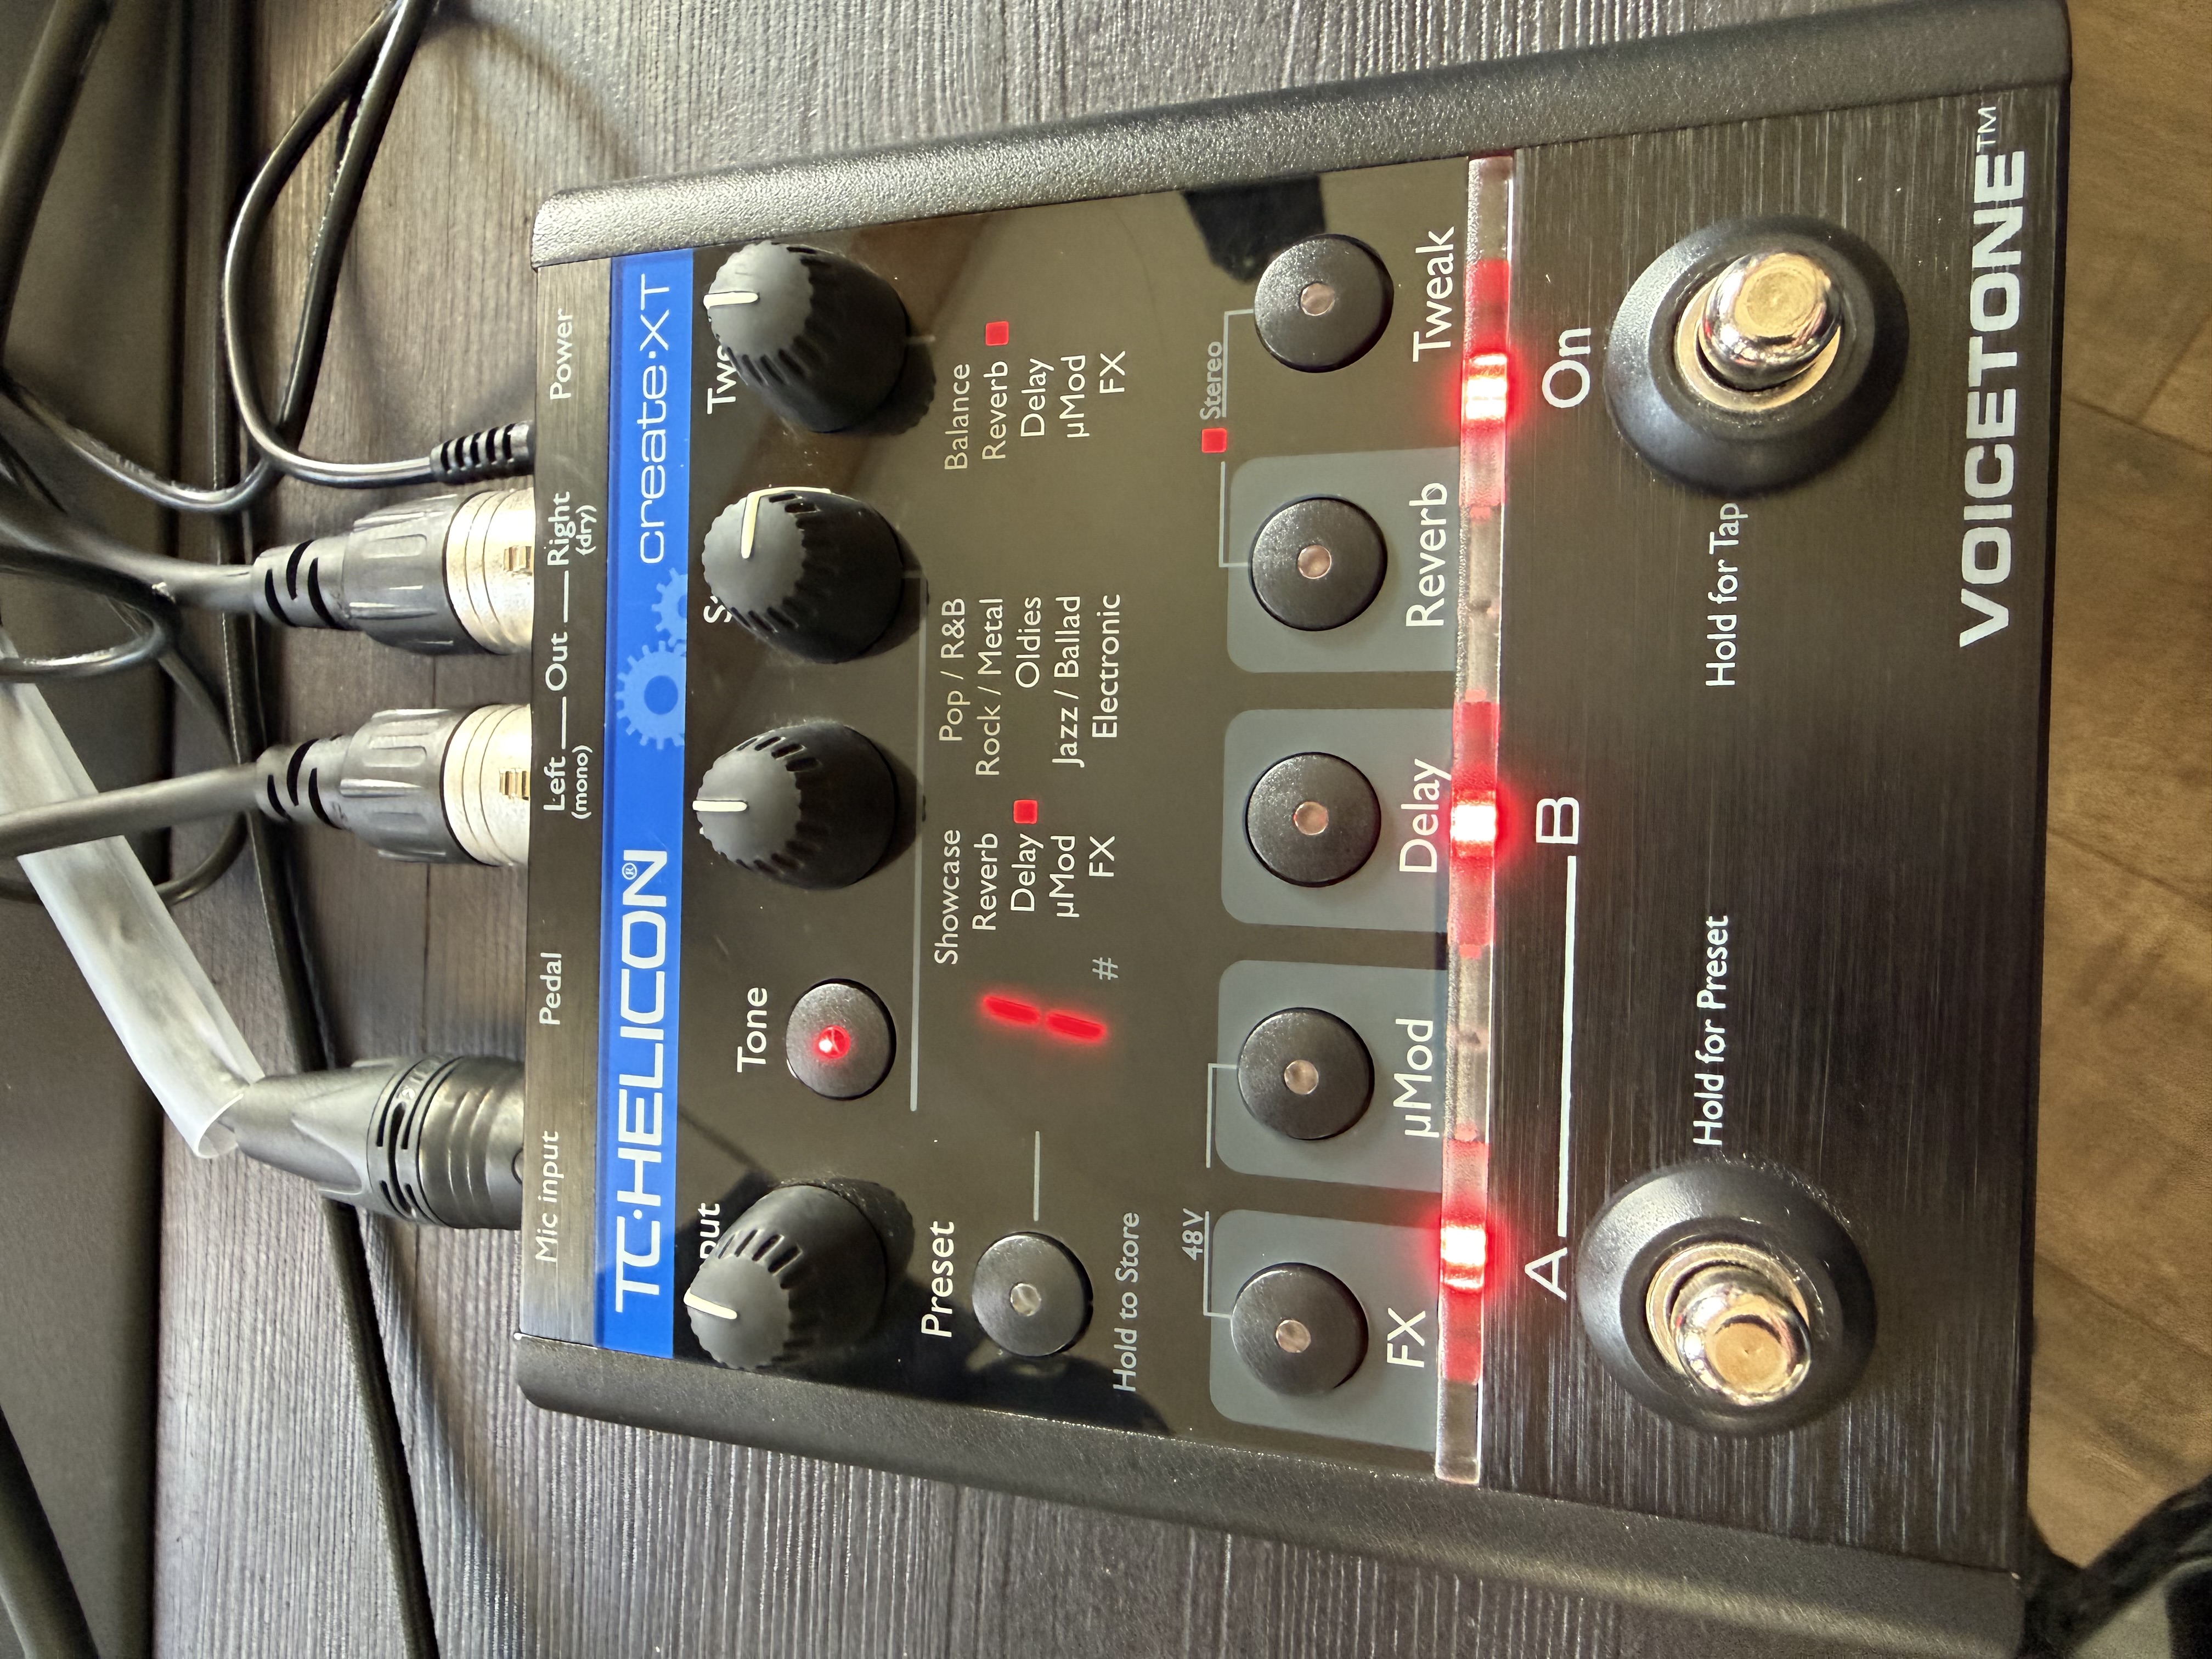 Mic input
Pedal
Left
(mono)
Out
Right
(dry)
Power
TC·HELICON®
create·XT
Tone
Preset
Hold to Store
1
#
Showcase
Reverb
Delay
µMod
FX
Pop / R&B
Rock / Metal
Oldies
Jazz / Ballad
Electronic
Balance
Reverb
Delay
µMod
FX
48V
Stereo
FX
µMod
Delay
Reverb
Tweak
A
B
On
Hold for Preset
Hold for Tap
VOICETONE™